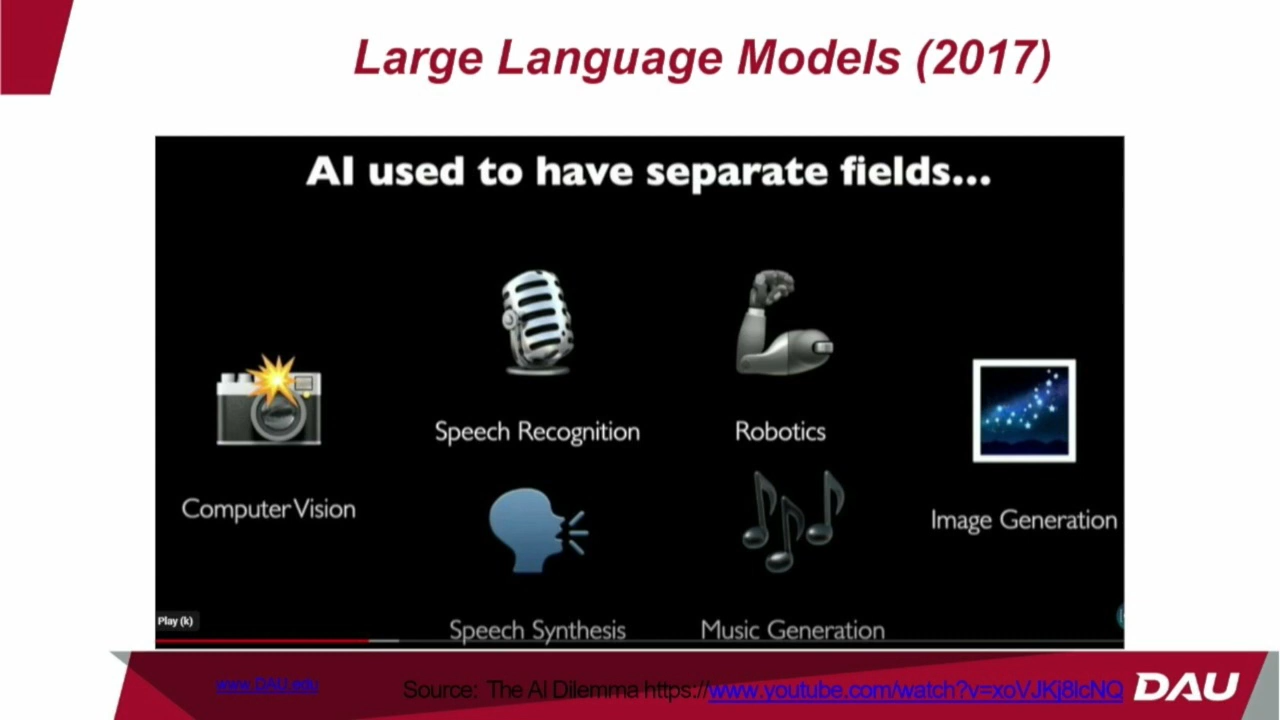 Large Language Models (2017)
AI used to have separate fields...
Speech Recognition
Robotics
Computer Vision
Image Generation
Play (k)
Speech Synthesis
Music Generation
www.DAU.edu
Source: The AI Dilemma https://www.youtube.com/watch?v=xoVJKj8lcNQ
DAU